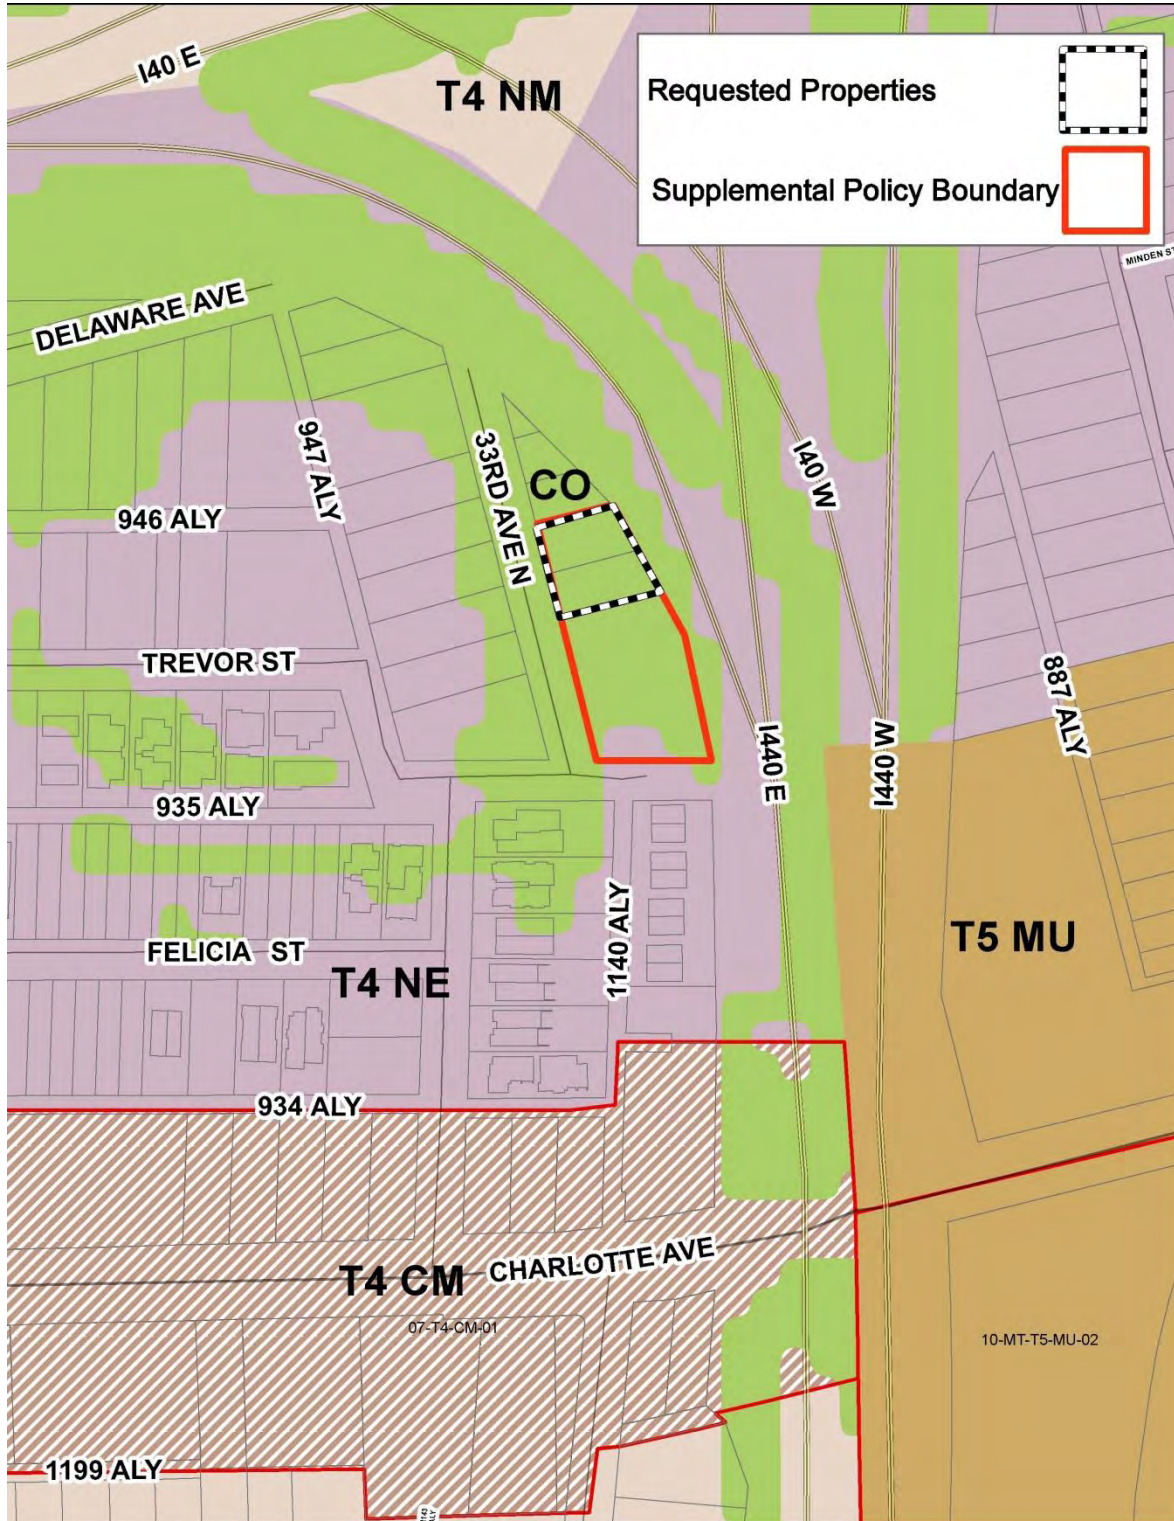 I40 E
T4 NM
Requested Properties
Supplemental Policy Boundary
MINDEN ST
DELAWARE AVE
947 ALY
33RD AVE N
CO
I40 W
946 ALY
TREVOR ST
887 ALY
I440 E
I440 W
935 ALY
1140 ALY
T5 MU
FELICIA ST
T4 NE
934 ALY
CHARLOTTE AVE
T4 CM
07-T4-CM-01
10-MT-T5-MU-02
1199 ALY